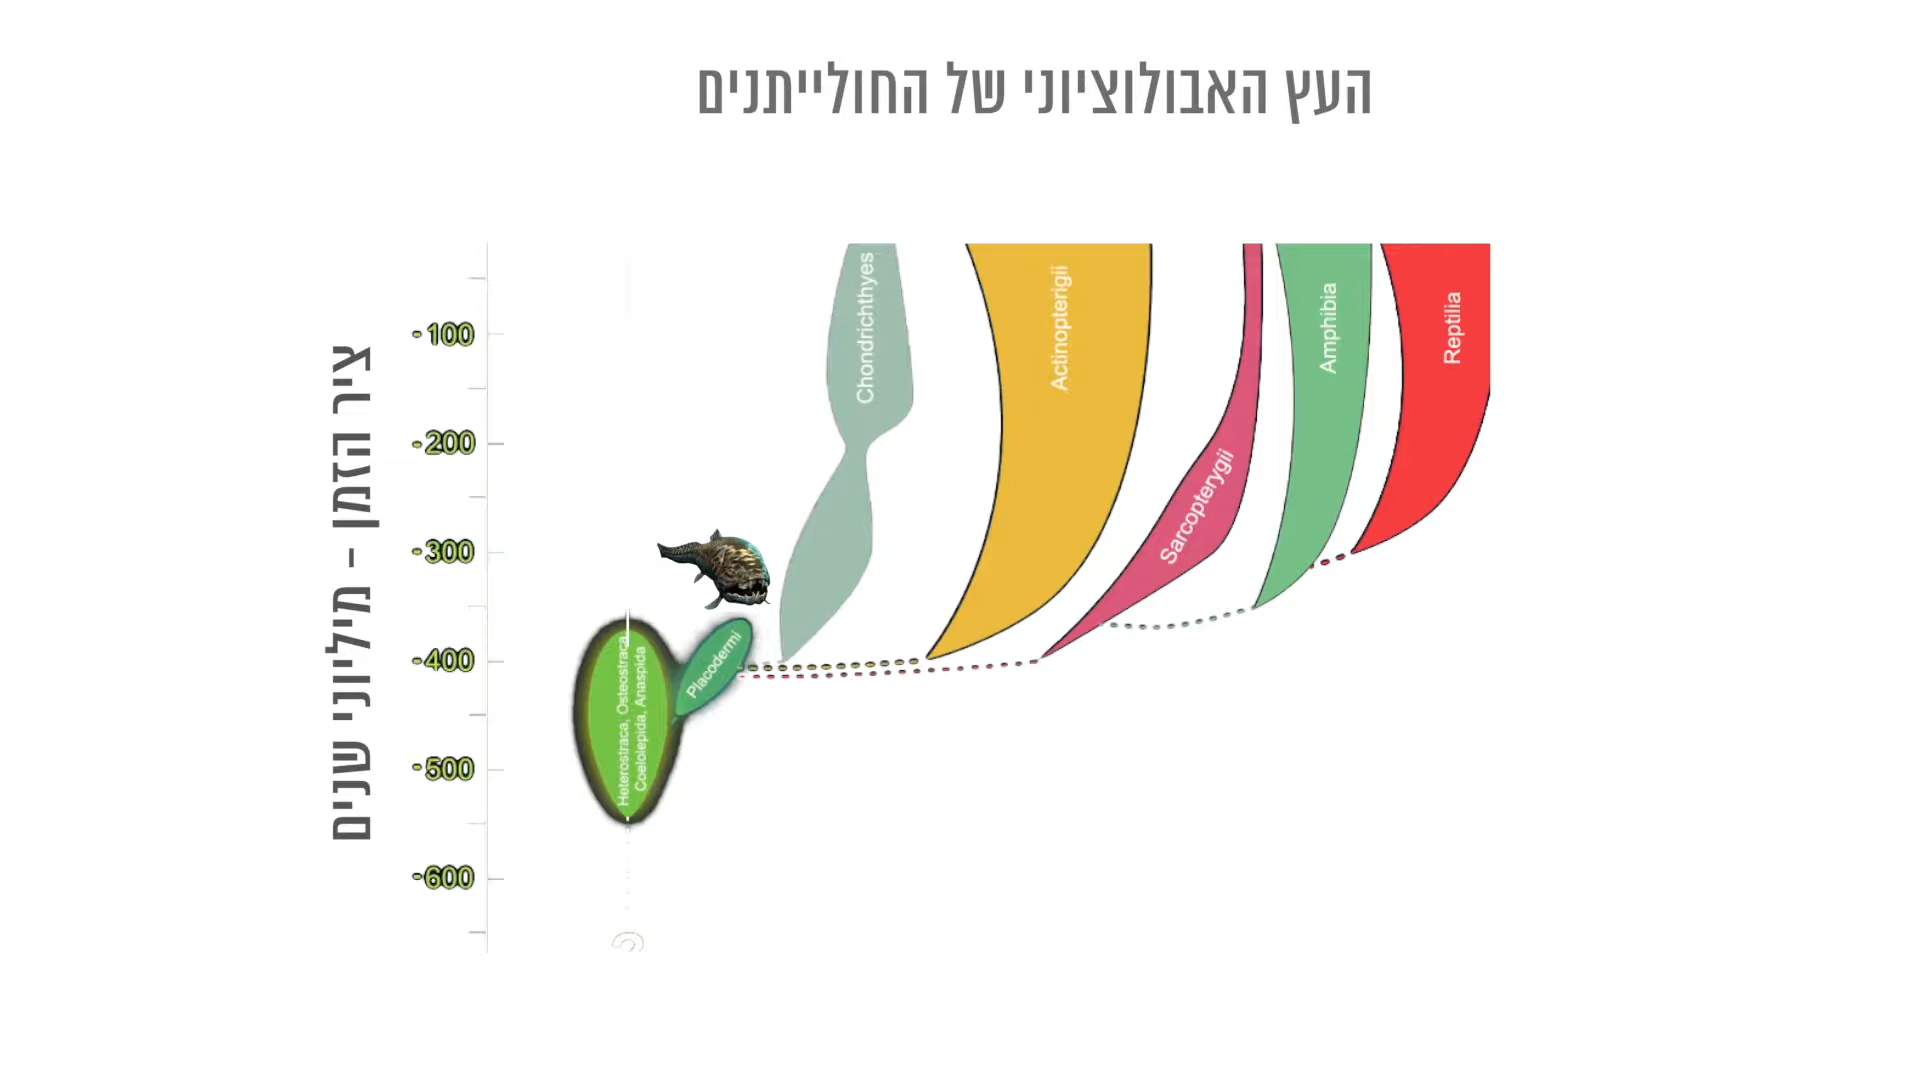 העץ האבולוציוני של החולייתנים
ציר הזמן - מיליוני שנים
-100
-200
-300
-400
-500
-600
Heterostraca, Osteostraca,
Coelolepida, Anaspida
Placodermi
Chondrichthyes
Actinopterigii
Sarcopterygii
Amphibia
Reptilia